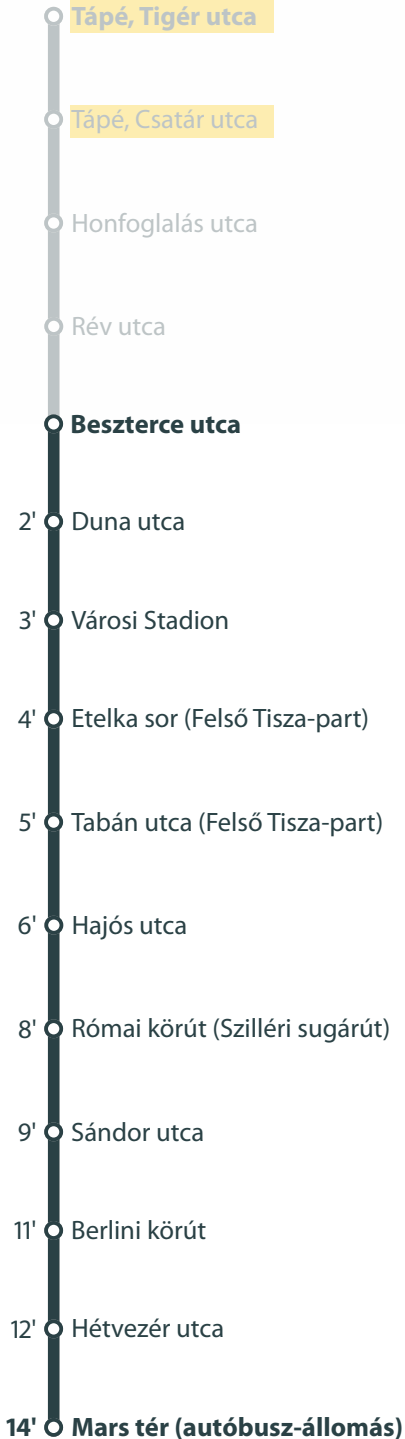 Tápé, Tigér utca
Tápé, Csatár utca
Honfoglalás utca
Rév utca
Beszterce utca
2' Duna utca
3' Városi Stadion
4' Etelka sor (Felső Tisza-part)
5' Tabán utca (Felső Tisza-part)
6' Hajós utca
8' Római körút (Szilléri sugárút)
9' Sándor utca
11' Berlini körút
12' Hétvezér utca
14' Mars tér (autóbusz-állomás)